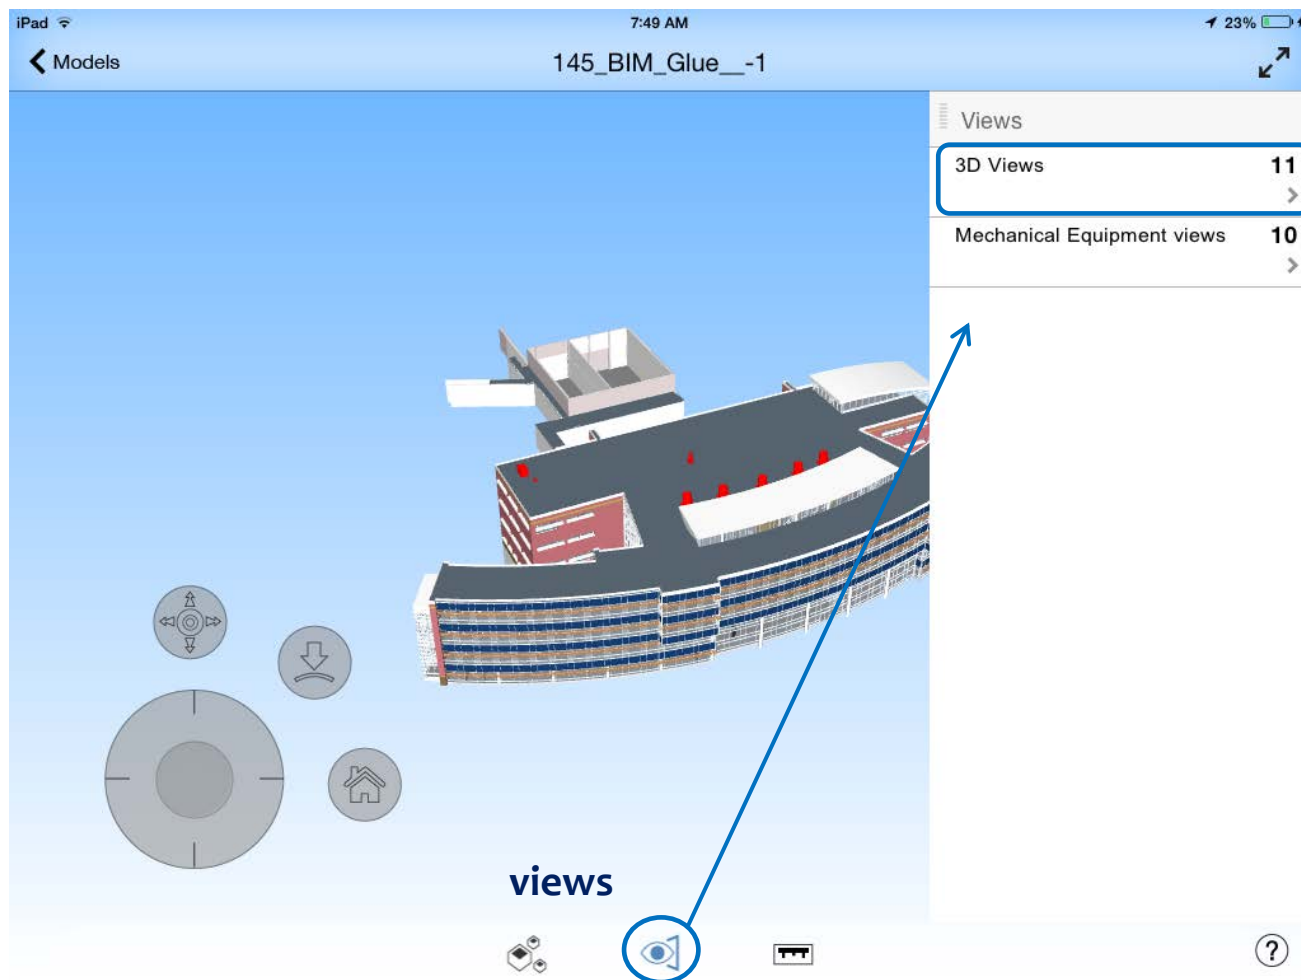 iPad 7:49 AM 23%
Models 145_BIM_Glue__-1
Views
3D Views 11
Mechanical Equipment views 10
views
?